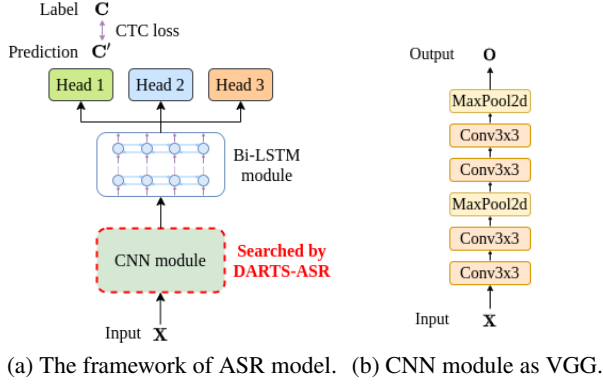 Label C
CTC loss
Prediction C′
Head 1 Head 2 Head 3
Bi-LSTM
module
CNN module
Searched by
DARTS-ASR
Input X
(a) The framework of ASR model.
Output O
MaxPool2d
Conv3x3
Conv3x3
MaxPool2d
Conv3x3
Conv3x3
Input X
(b) CNN module as VGG.